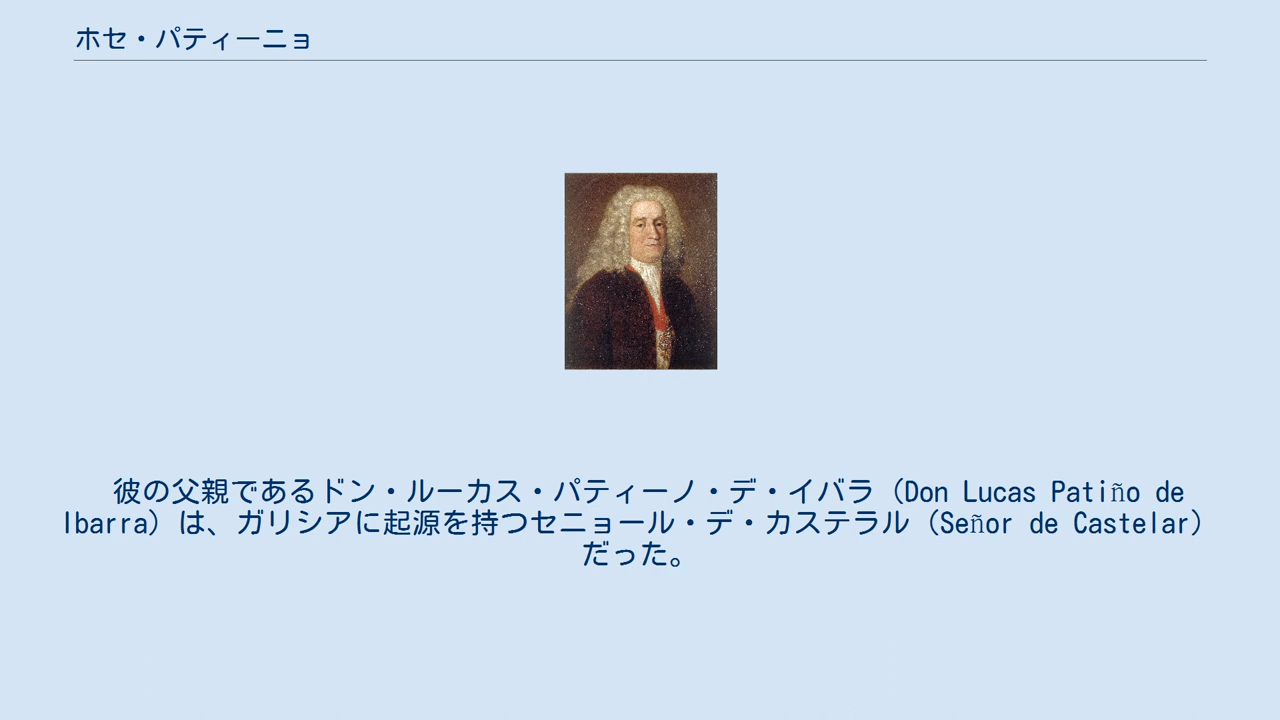 ホセ・パティーニョ
彼の父親であるドン・ルーカス・パティーノ・デ・イバラ（Don Lucas Patiño de
Ibarra）は、ガリシアに起源を持つセニョール・デ・カステラル（Señor de Castelar）
だった。